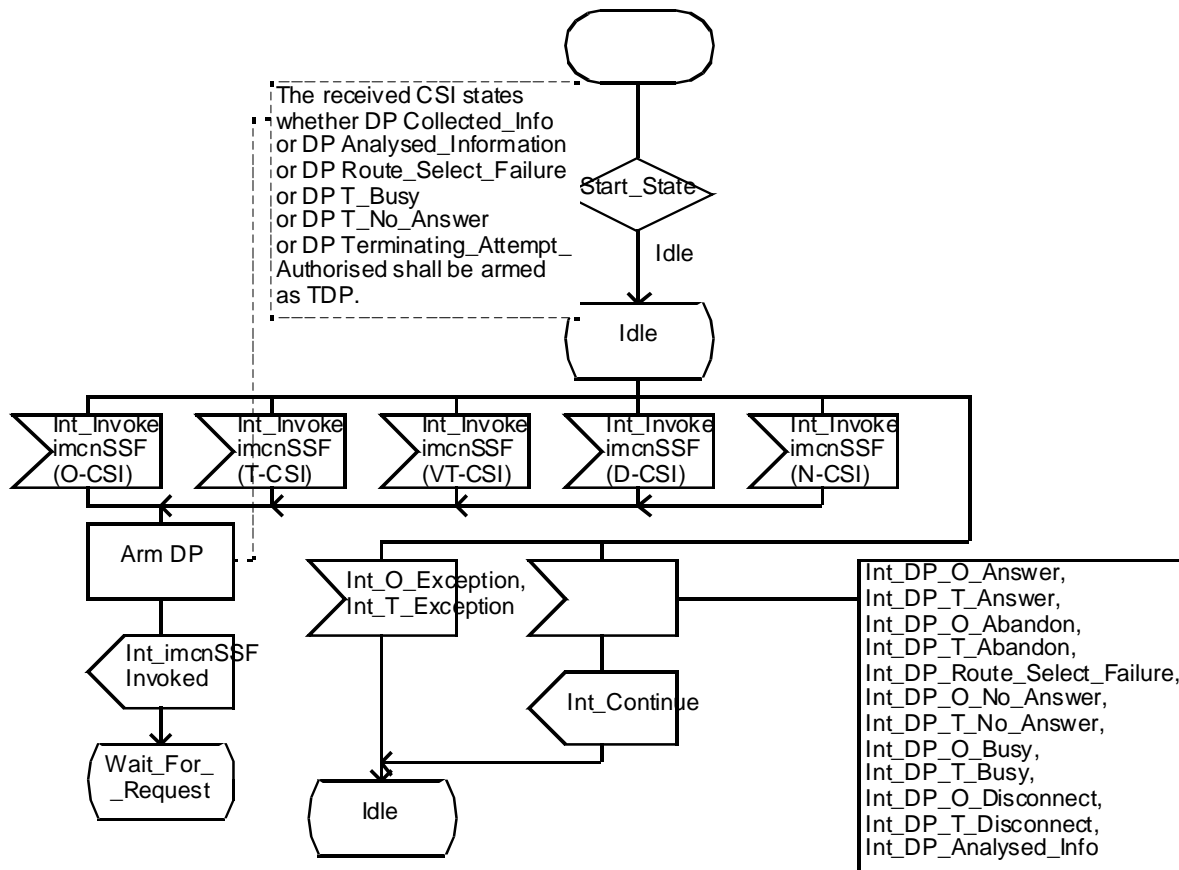 The received CSI states
whether DP Collected_Info
or DP Analysed_Information
or DP Route_Select_Failure
or DP T_Busy
or DP T_No_Answer
or DP Terminating_Attempt_
Authorised shall be armed
as TDP.
Start_State
Idle
Idle
Int_Invoke
imcnSSF
(O-CSI)
Int_Invoke
imcnSSF
(T-CSI)
Int_Invoke
imcnSSF
(VT-CSI)
Int_Invoke
imcnSSF
(D-CSI)
Int_Invoke
imcnSSF
(N-CSI)
Arm DP
Int_imcnSSF
Invoked
Wait_For_
_Request
Int_O_Exception,
Int_T_Exception
Int_Continue
Idle
Int_DP_O_Answer,
Int_DP_T_Answer,
Int_DP_O_Abandon,
Int_DP_T_Abandon,
Int_DP_Route_Select_Failure,
Int_DP_O_No_Answer,
Int_DP_T_No_Answer,
Int_DP_O_Busy,
Int_DP_T_Busy,
Int_DP_O_Disconnect,
Int_DP_T_Disconnect,
Int_DP_Analysed_Info